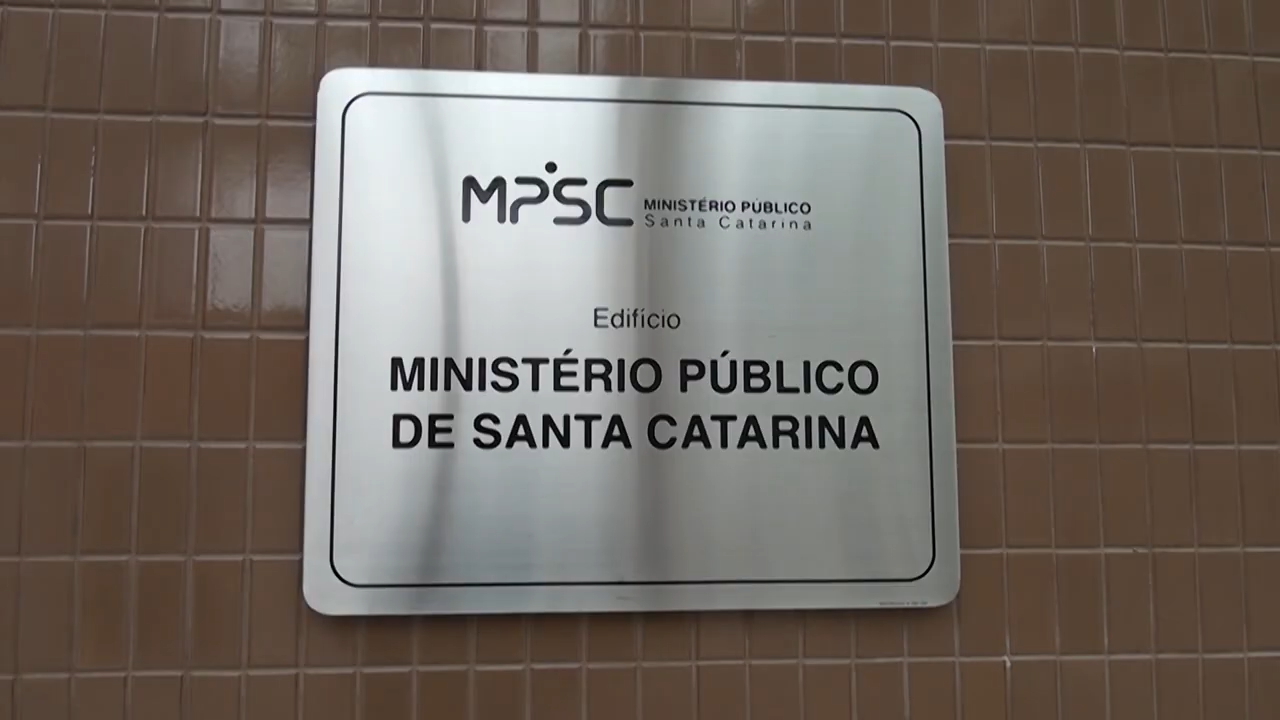 MPSC MINISTÉRIO PÚBLICO
Santa Catarina
Edifício
MINISTÉRIO PÚBLICO
DE SANTA CATARINA